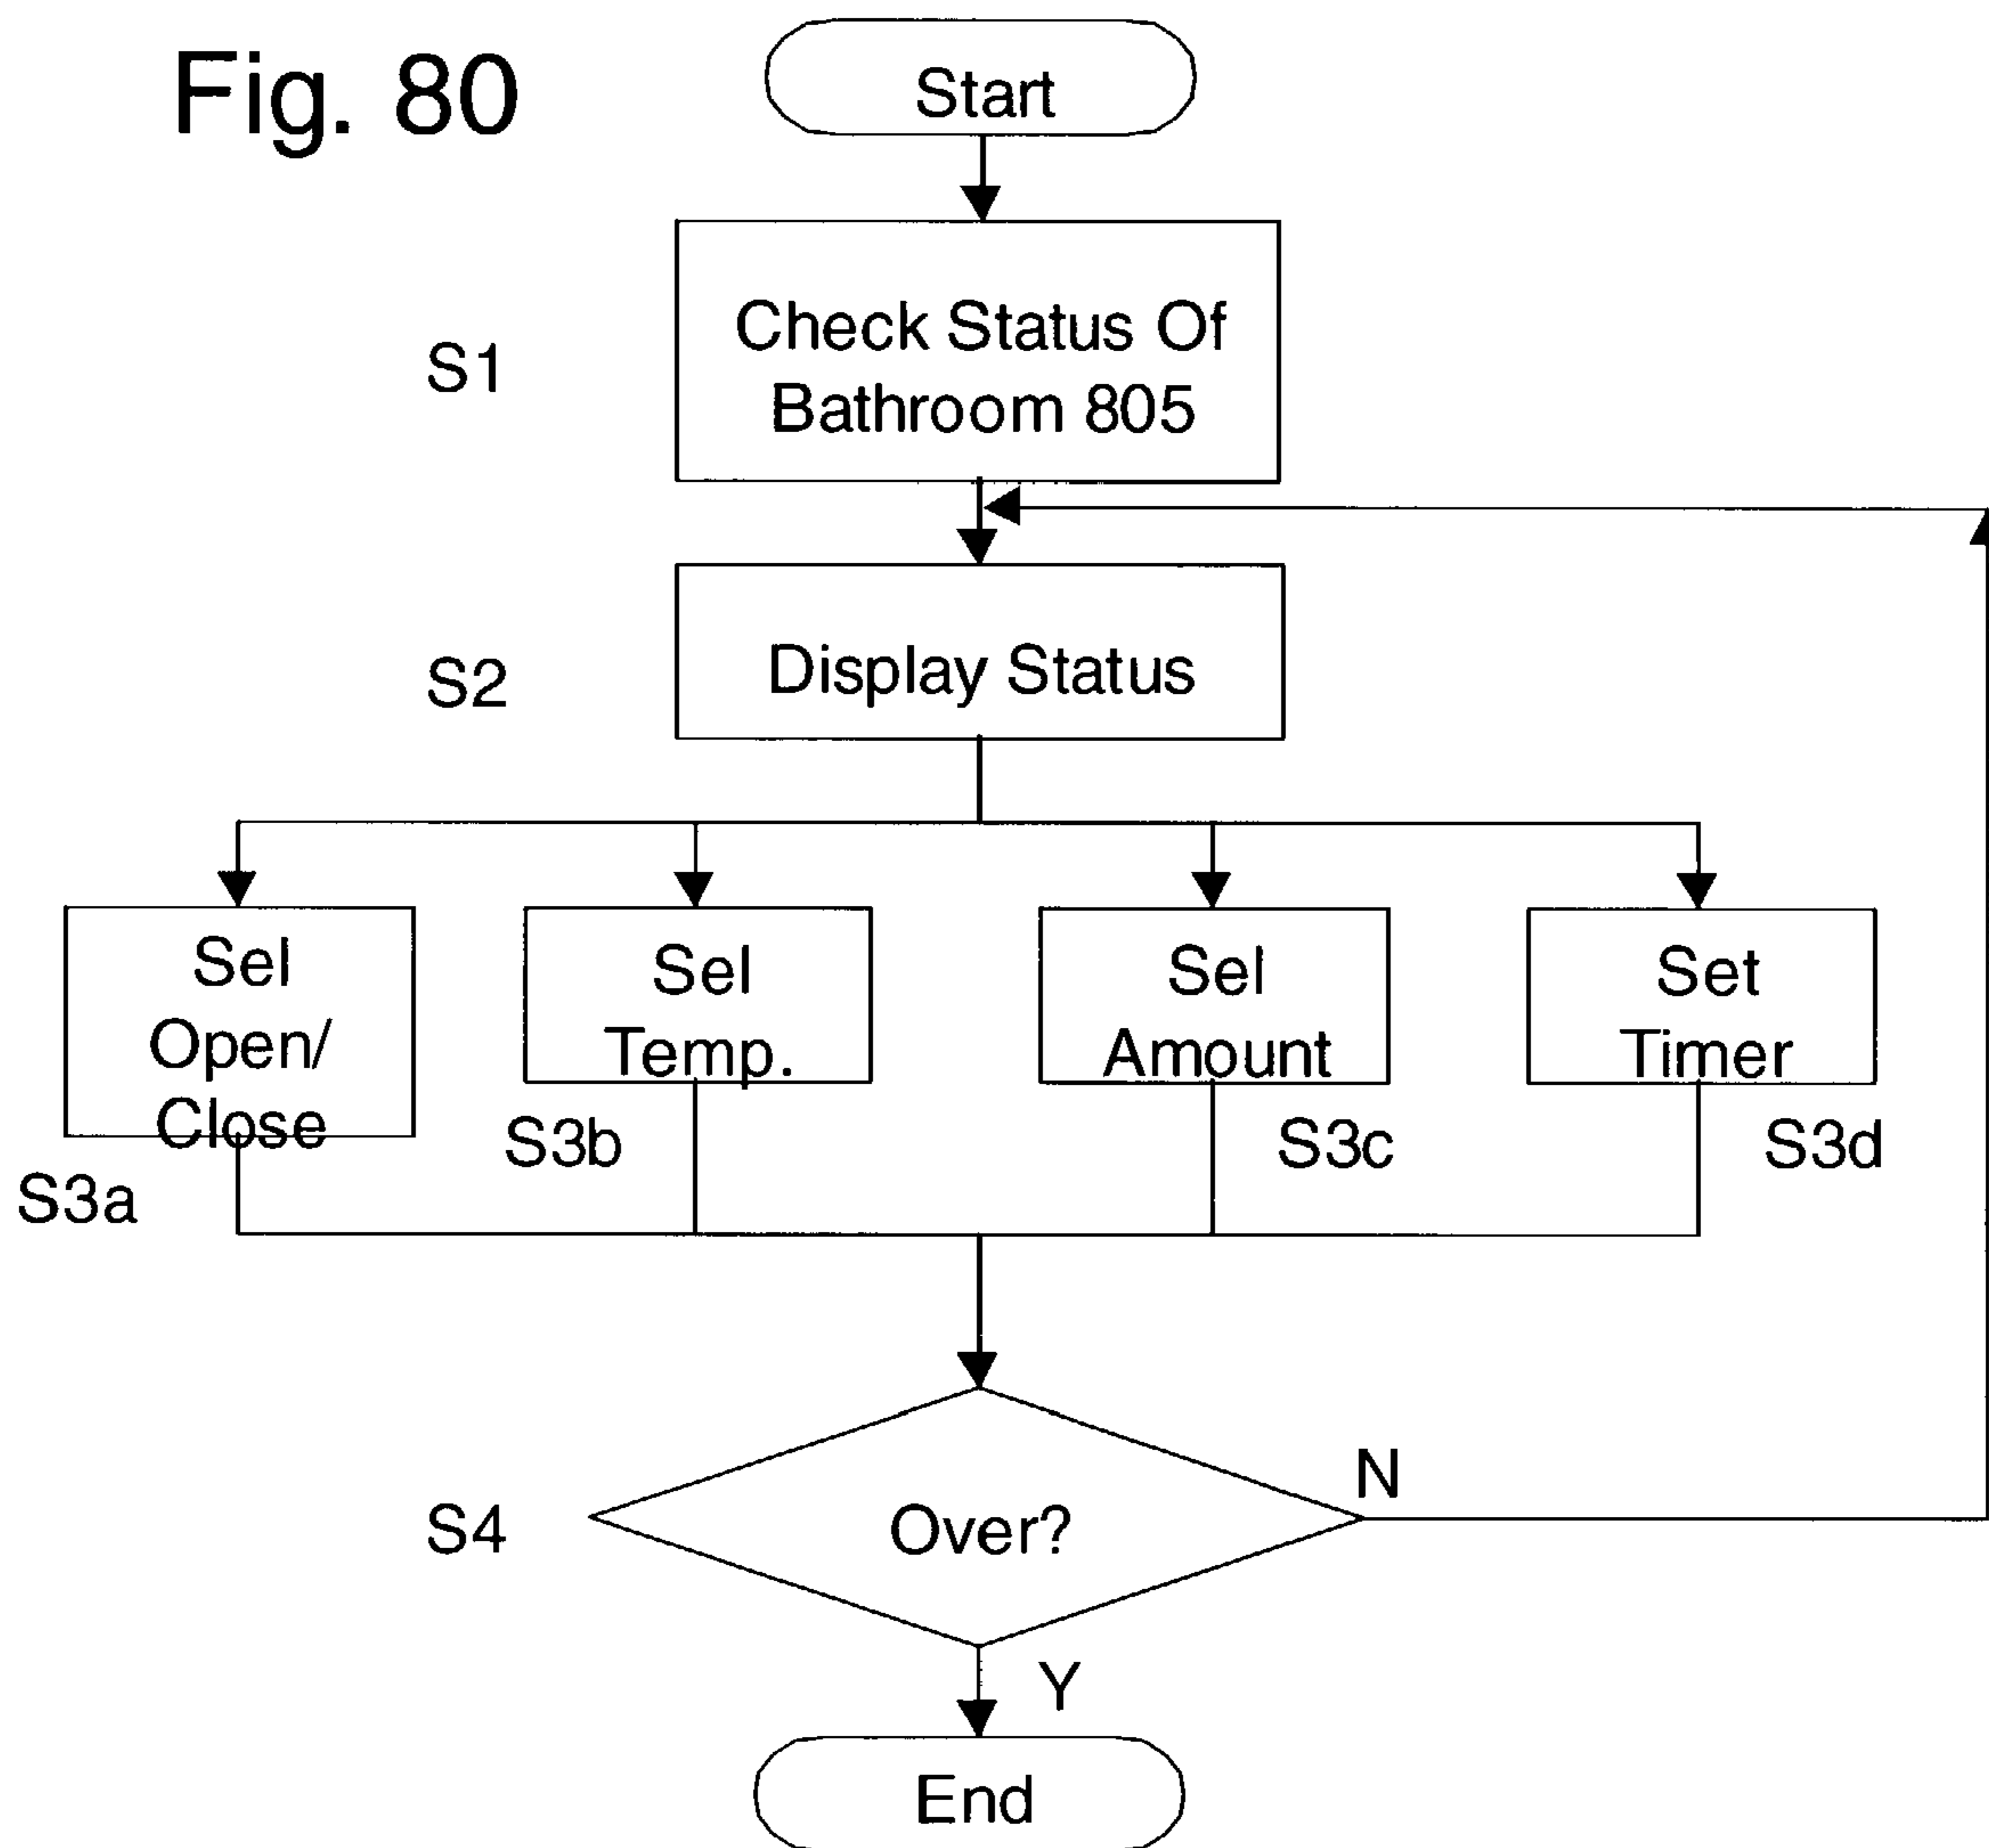 Fig. 80
Start
S1
Check Status Of
Bathroom 805
S2
Display Status
Sel
Open/
Close
S3a
Sel
Temp.
S3b
Sel
Amount
S3c
Set
Timer
S3d
S4
Over?
N
Y
End